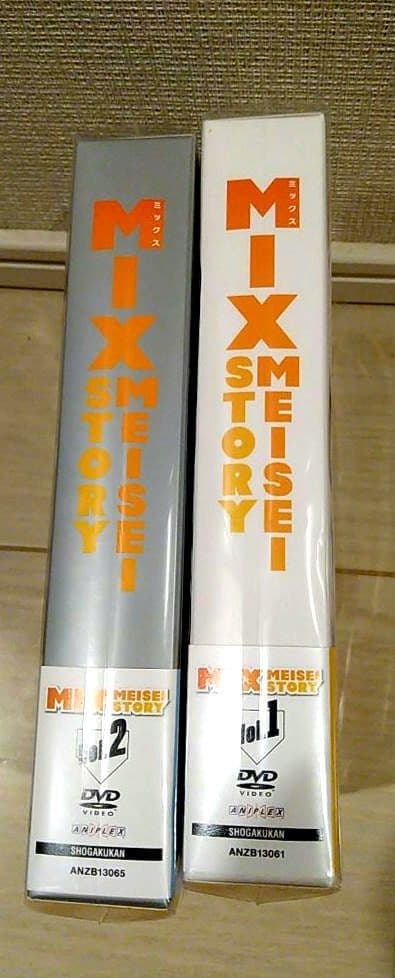 MIX
ミックス
MEISEI
STORY
MIX MEISEI
STORY
Vol.2
DVD
VIDEO
ANIPLEX
SHOGAKUKAN
ANZB13065
MIX
ミックス
MEISEI
STORY
MIX MEISEI
STORY
Vol.1
DVD
VIDEO
ANIPLEX
SHOGAKUKAN
ANZB13061